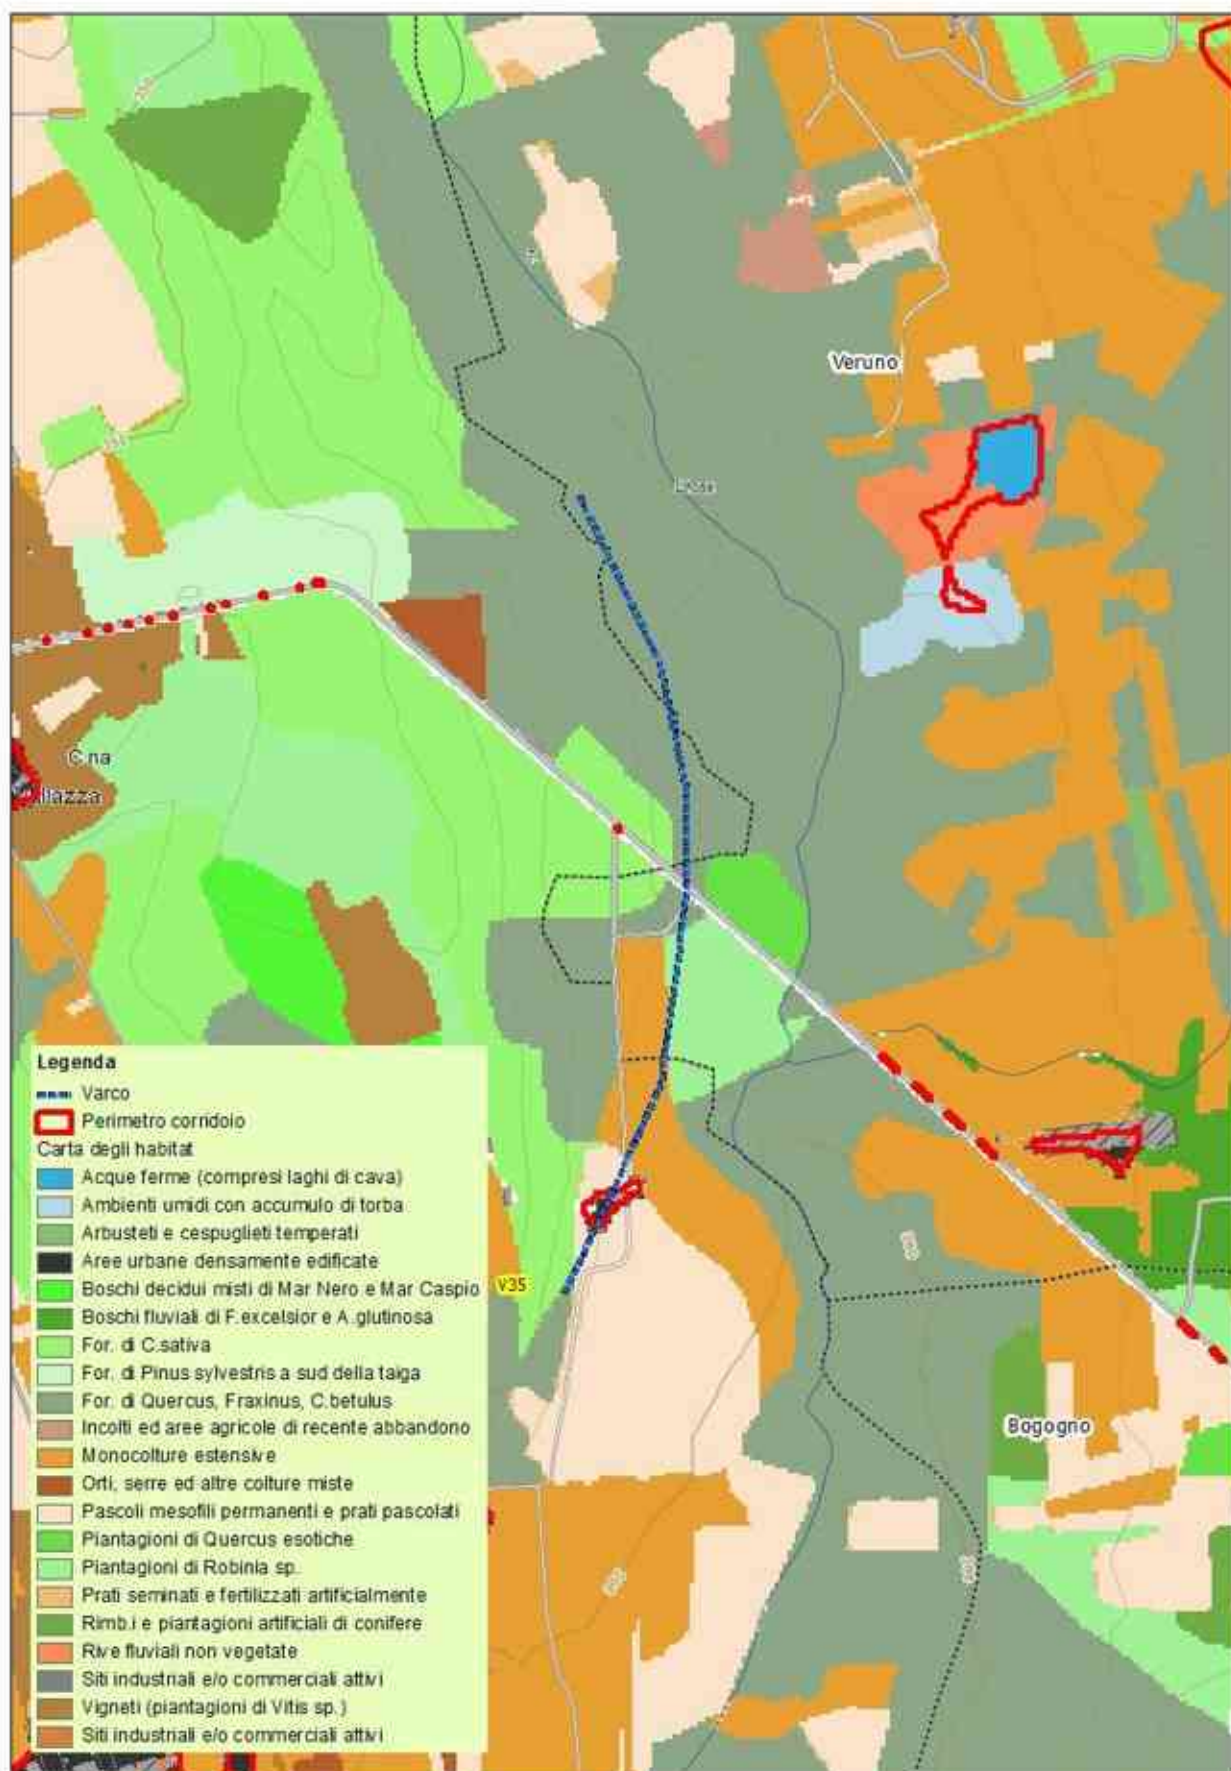 Veruno
C.na
V35
Bogogno
Legenda
Varco
Perimetro corridoio
Carta degli habitat
Acque ferme (compresi laghi di cava)
Ambienti umidi con accumulo di torba
Arbusteti e cespuglieti temperati
Aree urbane densamente edificate
Boschi decidui misti di Mar Nero e Mar Caspio
Boschi fluviali di F.excelsior e A.glutinosa
For. di C.sativa
For. di Pinus sylvestris a sud della taiga
For. di Quercus, Fraxinus, C.betulus
Incolti ed aree agricole di recente abbandono
Monocolture estensive
Orti, serre ed altre colture miste
Pascoli mesofili permanenti e prati pascolati
Piantagioni di Quercus esotiche
Piantagioni di Robinia sp.
Prati seminati e fertilizzati artificialmente
Rimb.i e piantagioni artificiali di conifere
Rive fluviali non vegetate
Siti industriali e/o commerciali attivi
Vigneti (piantagioni di Vitis sp.)
Siti industriali e/o commerciali attivi